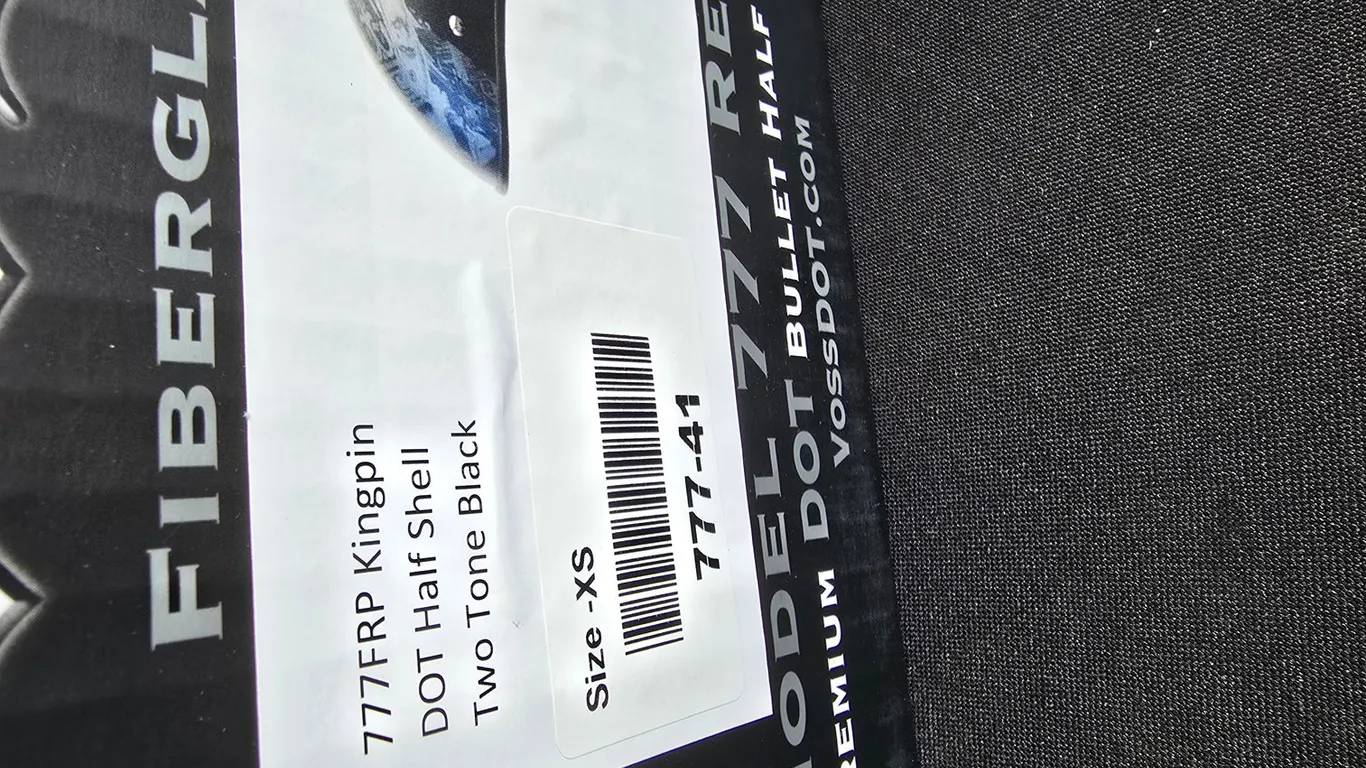 FIBERGL
777FRP Kingpin
DOT Half Shell
Two Tone Black
Size -XS
777-41
ODEL 777 RE
REMIUM DOT BULLET HALF
VOSSDOT.COM